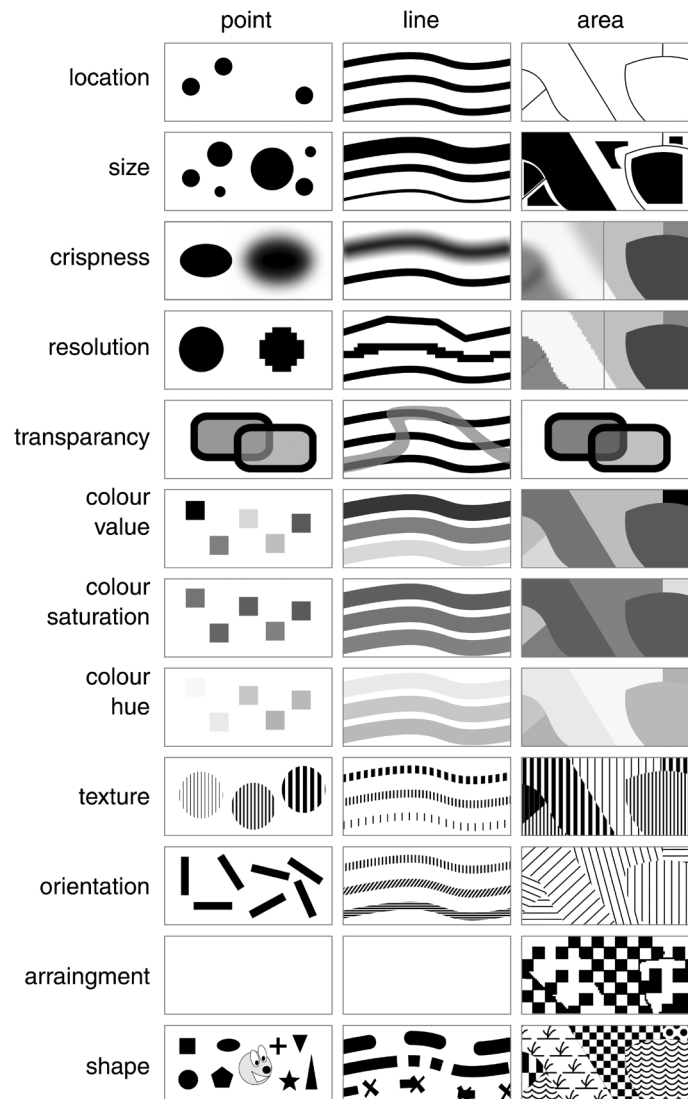 point line area
location
size
crispness
resolution
transparancy
colour
value
colour
saturation
colour
hue
texture
orientation
arraingment
shape